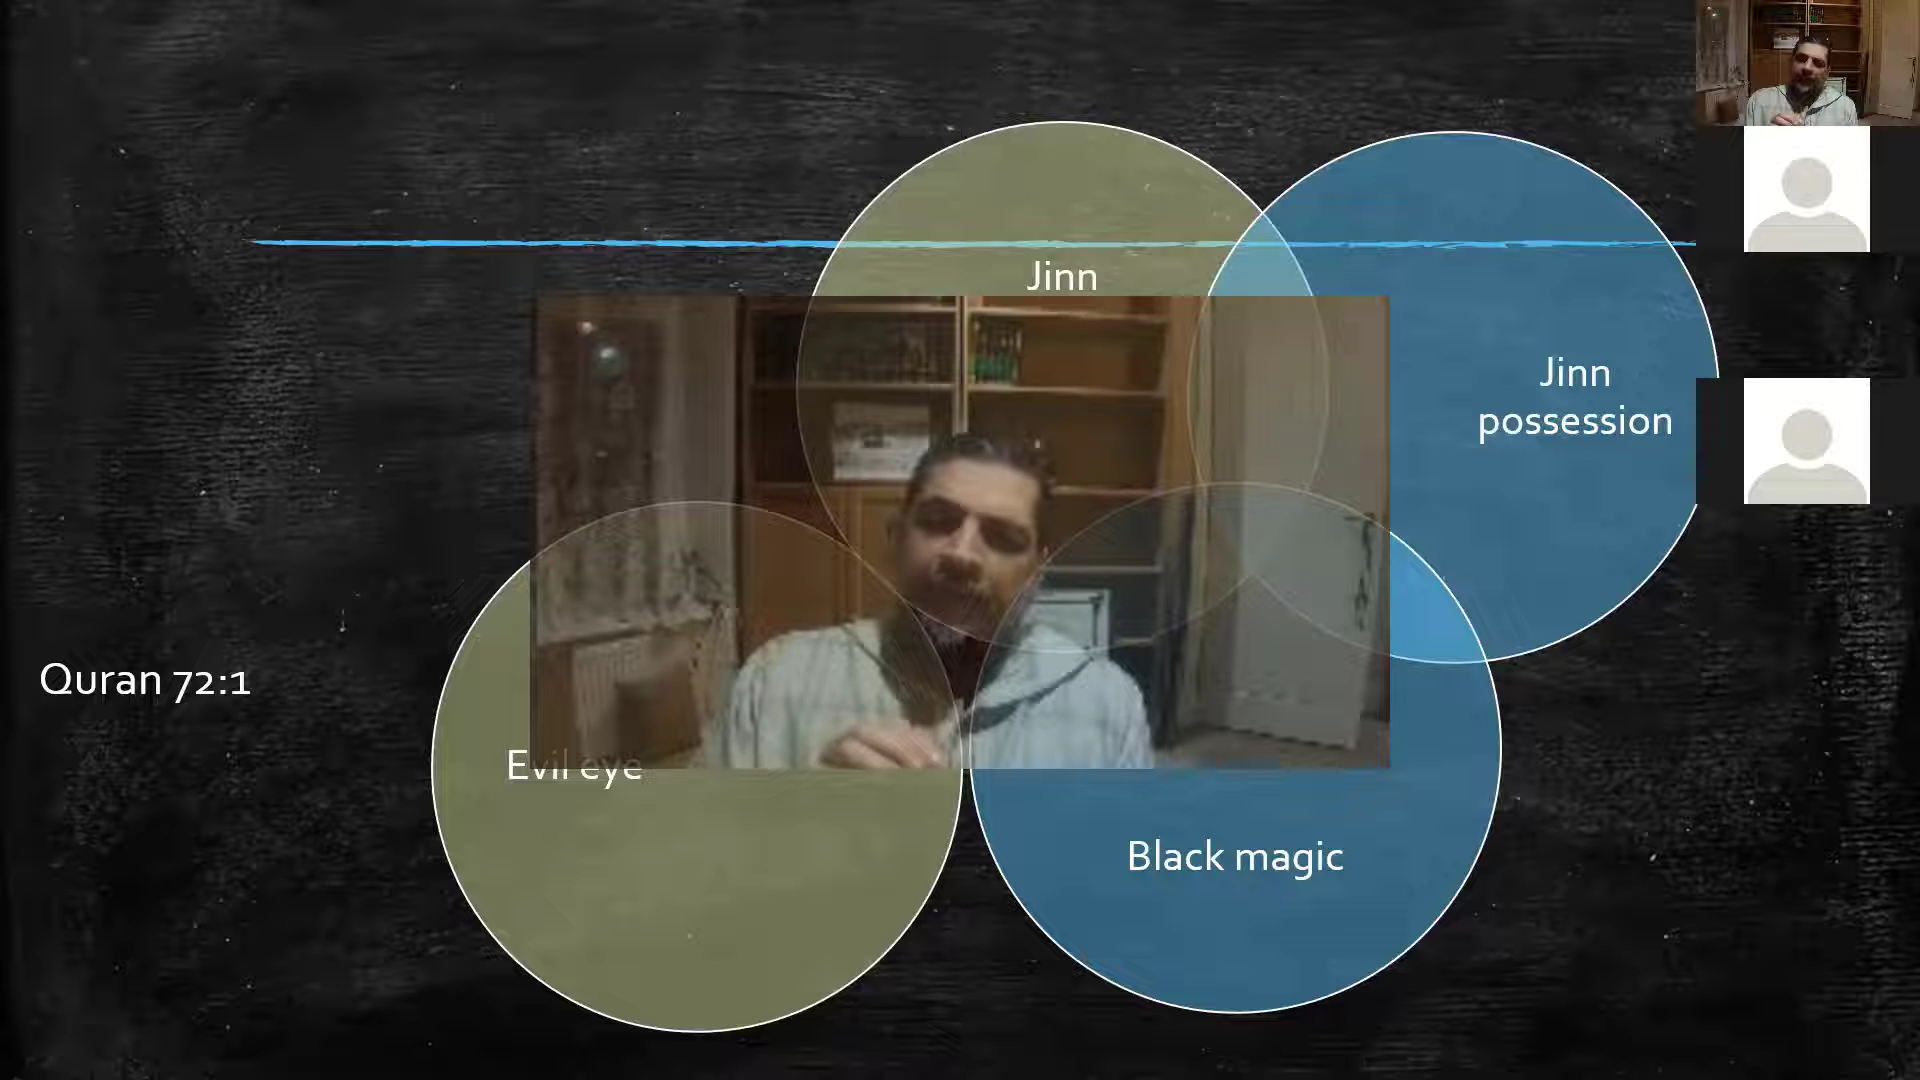 Jinn
Jinn
possession
Quran 72:1
Evil eye
Black magic